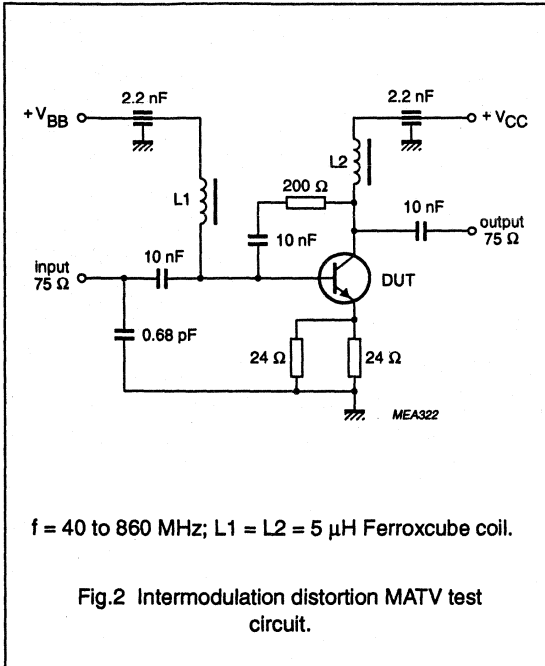 2.2 nF
2.2 nF
+ VBB
+ VCC
L2
200 Ω
L1
10 nF
10 nF
10 nF
output
75 Ω
input
75 Ω
DUT
0.68 pF
24 Ω
24 Ω
MEA322
f = 40 to 860 MHz; L1 = L2 = 5 μH Ferroxcube coil.
Fig.2 Intermodulation distortion MATV test
circuit.